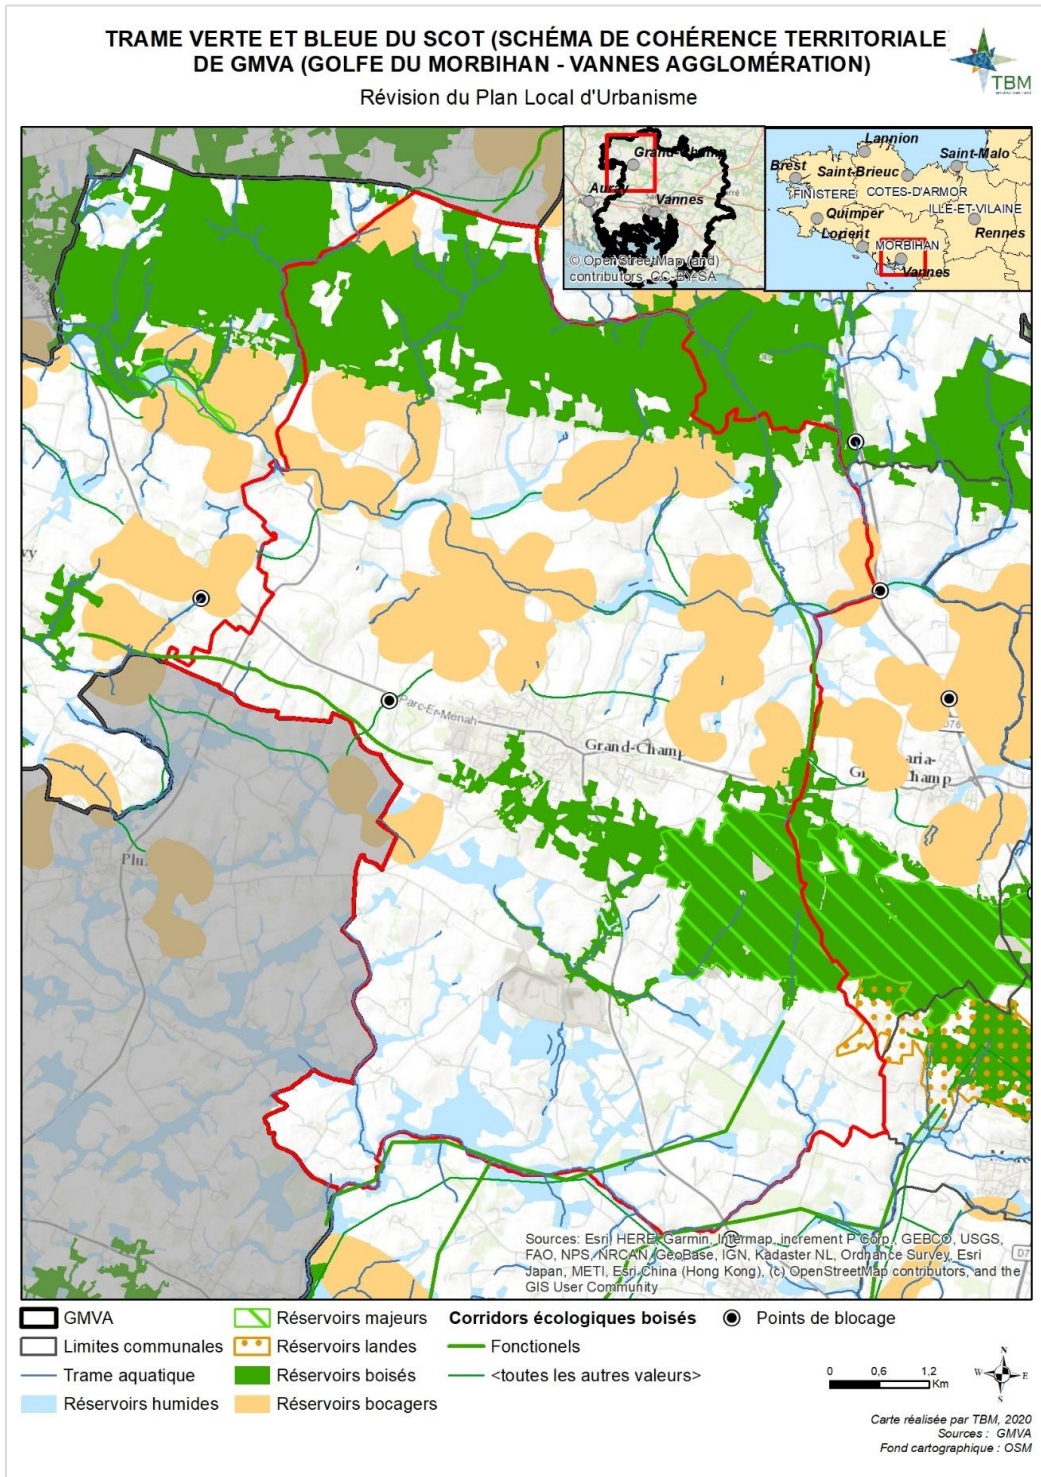 TRAME VERTE ET BLEUE DU SCOT (SCHÉMA DE COHÉRENCE TERRITORIALE
DE GMVA (GOLFE DU MORBIHAN - VANNES AGGLOMÉRATION)
Révision du Plan Local d'Urbanisme
TBM
Auray
Vannes
© OpenStreetMap (and)
contributors, CC-BY-SA
Lannion
Brest
Saint-Brieuc
Saint-Malo
FINISTERE
COTES-D'ARMOR
ILLE-ET-VILAINE
Quimper
Rennes
Lorient
MORBIHAN
Vannes
Parc-Er-Menah
Grand-Champ
D76
aria-
G
hamp
Plu
Sources: Esri, HERE, Garmin, Intermap, increment P Corp., GEBCO, USGS,
FAO, NPS, NRCAN, GeoBase, IGN, Kadaster NL, Ordnance Survey, Esri
Japan, METI, Esri China (Hong Kong), (c) OpenStreetMap contributors, and the
GIS User Community
D7
GMVA
Limites communales
Trame aquatique
Réservoirs humides
Réservoirs majeurs
Réservoirs landes
Réservoirs boisés
Réservoirs bocagers
Corridors écologiques boisés
Fonctionels
<toutes les autres valeurs>
Points de blocage
0 0,6 1,2
Km
N
W E
S
Carte réalisée par TBM, 2020
Sources : GMVA
Fond cartographique : OSM